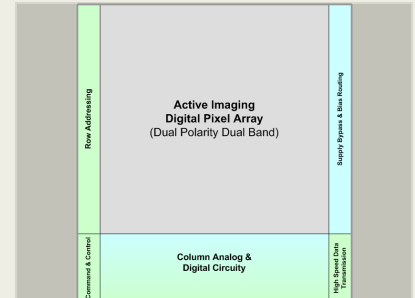 Row Addressing
Active Imaging
Digital Pixel Array
(Dual Polarity Dual Band)
Supply Bypass & Bias Routing
Command & Control
Column Analog &
Digital Circuity
High Speed Data
Transmission